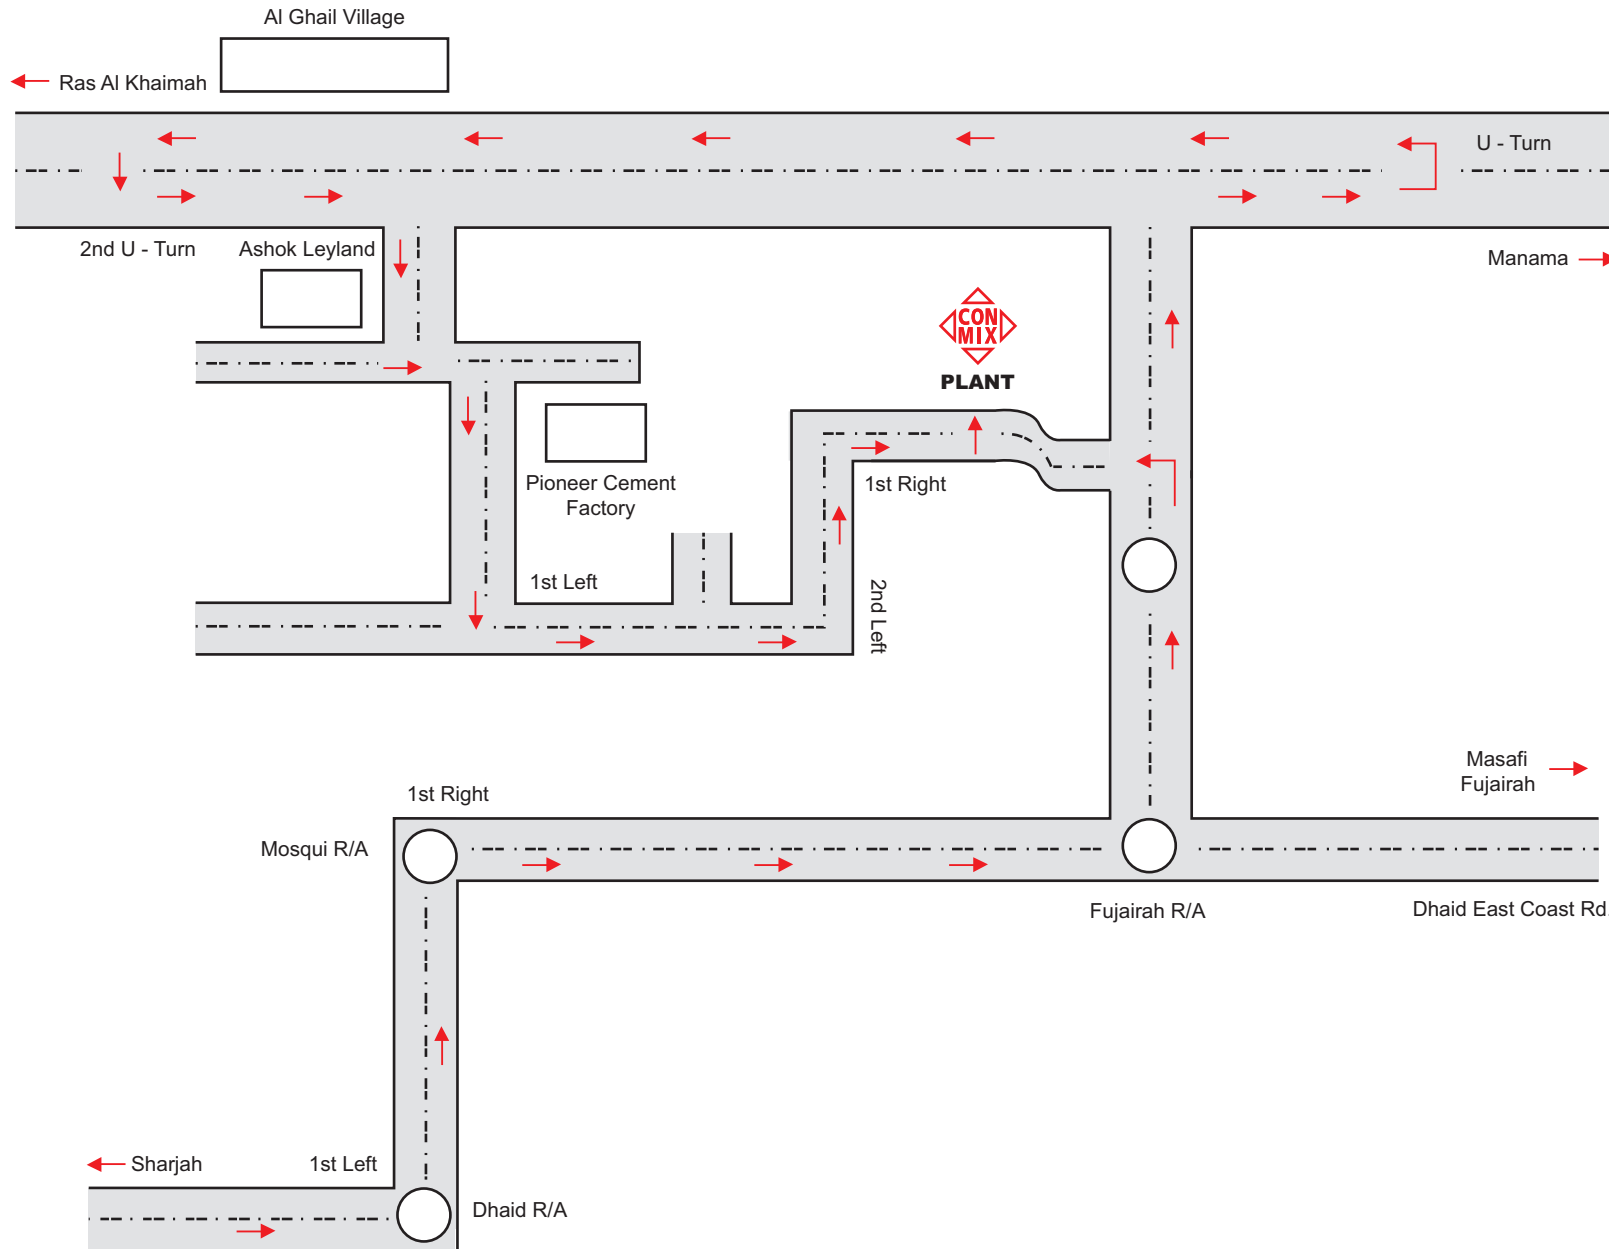 Al Ghail Village
Ras Al Khaimah
U - Turn
2nd U - Turn
Ashok Leyland
Manama
CON
MIX
PLANT
Pioneer Cement
Factory
1st Right
1st Left
2nd Left
Masafi
Fujairah
1st Right
Mosqui R/A
Fujairah R/A
Dhaid East Coast Rd.
Sharjah
1st Left
Dhaid R/A